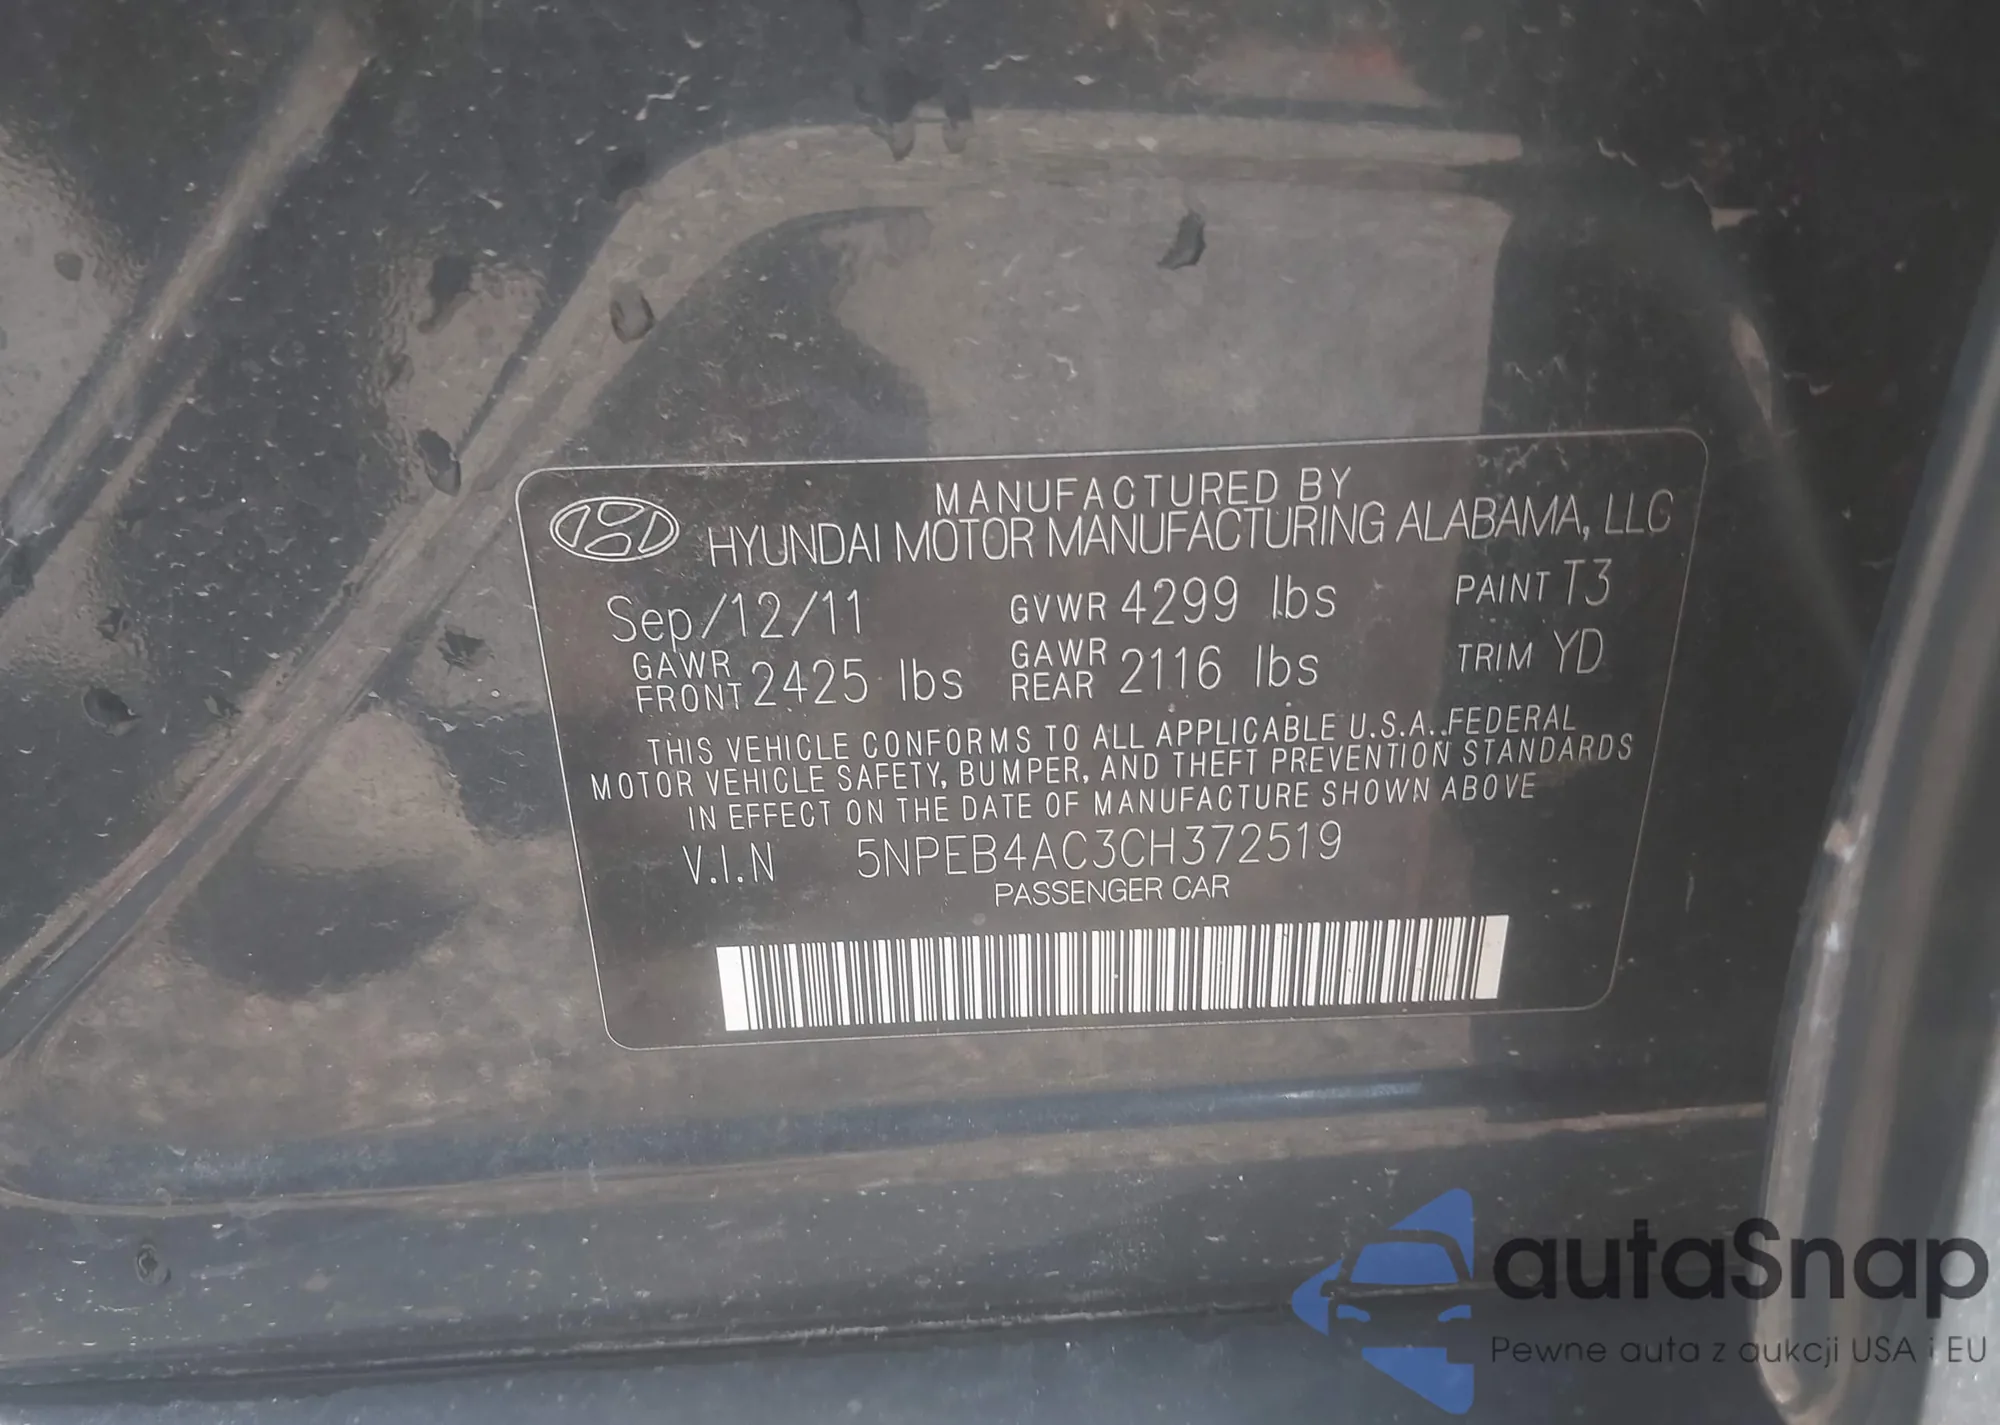 MANUFACTURED BY
HYUNDAI MOTOR MANUFACTURING ALABAMA, LLC
Sep/12/11 GVWR 4299 lbs PAINT T3
GAWR FRONT 2425 lbs GAWR REAR 2116 lbs TRIM YD
THIS VEHICLE CONFORMS TO ALL APPLICABLE U.S.A..FEDERAL
MOTOR VEHICLE SAFETY, BUMPER, AND THEFT PREVENTION STANDARDS
IN EFFECT ON THE DATE OF MANUFACTURE SHOWN ABOVE
V.I.N 5NPEB4AC3CH372519
PASSENGER CAR
autaSnap
Pewne auta z aukcji USA i EU